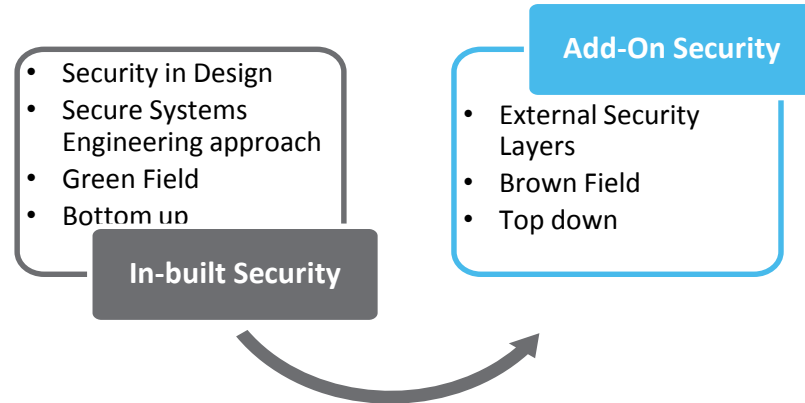 • Security in Design
• Secure Systems
Engineering approach
• Green Field
• Bottom up
In-built Security
Add-On Security
• External Security
Layers
• Brown Field
• Top down